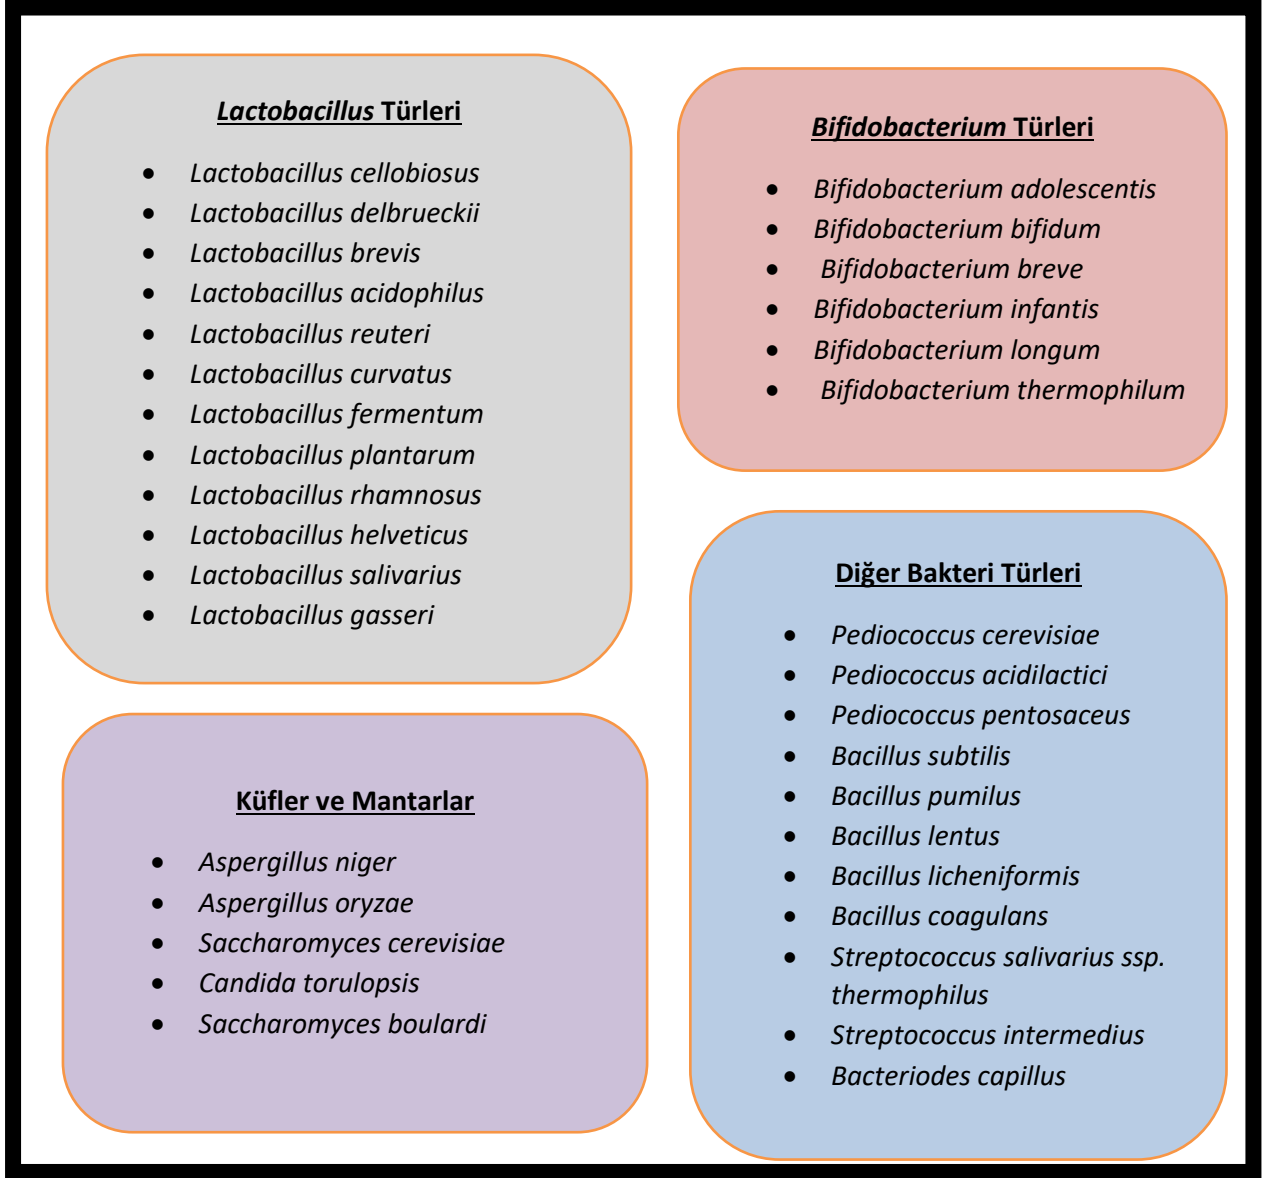 Lactobacillus Türleri
• Lactobacillus cellobiosus
• Lactobacillus delbrueckii
• Lactobacillus brevis
• Lactobacillus acidophilus
• Lactobacillus reuteri
• Lactobacillus curvatus
• Lactobacillus fermentum
• Lactobacillus plantarum
• Lactobacillus rhamnosus
• Lactobacillus helveticus
• Lactobacillus salivarius
• Lactobacillus gasseri
Bifidobacterium Türleri
• Bifidobacterium adolescentis
• Bifidobacterium bifidum
• Bifidobacterium breve
• Bifidobacterium infantis
• Bifidobacterium longum
• Bifidobacterium thermophilum
Küfler ve Mantarlar
• Aspergillus niger
• Aspergillus oryzae
• Saccharomyces cerevisiae
• Candida torulopsis
• Saccharomyces boulardi
Diğer Bakteri Türleri
• Pediococcus cerevisiae
• Pediococcus acidilactici
• Pediococcus pentosaceus
• Bacillus subtilis
• Bacillus pumilus
• Bacillus lentus
• Bacillus licheniformis
• Bacillus coagulans
• Streptococcus salivarius ssp.
thermophilus
• Streptococcus intermedius
• Bacteriodes capillus